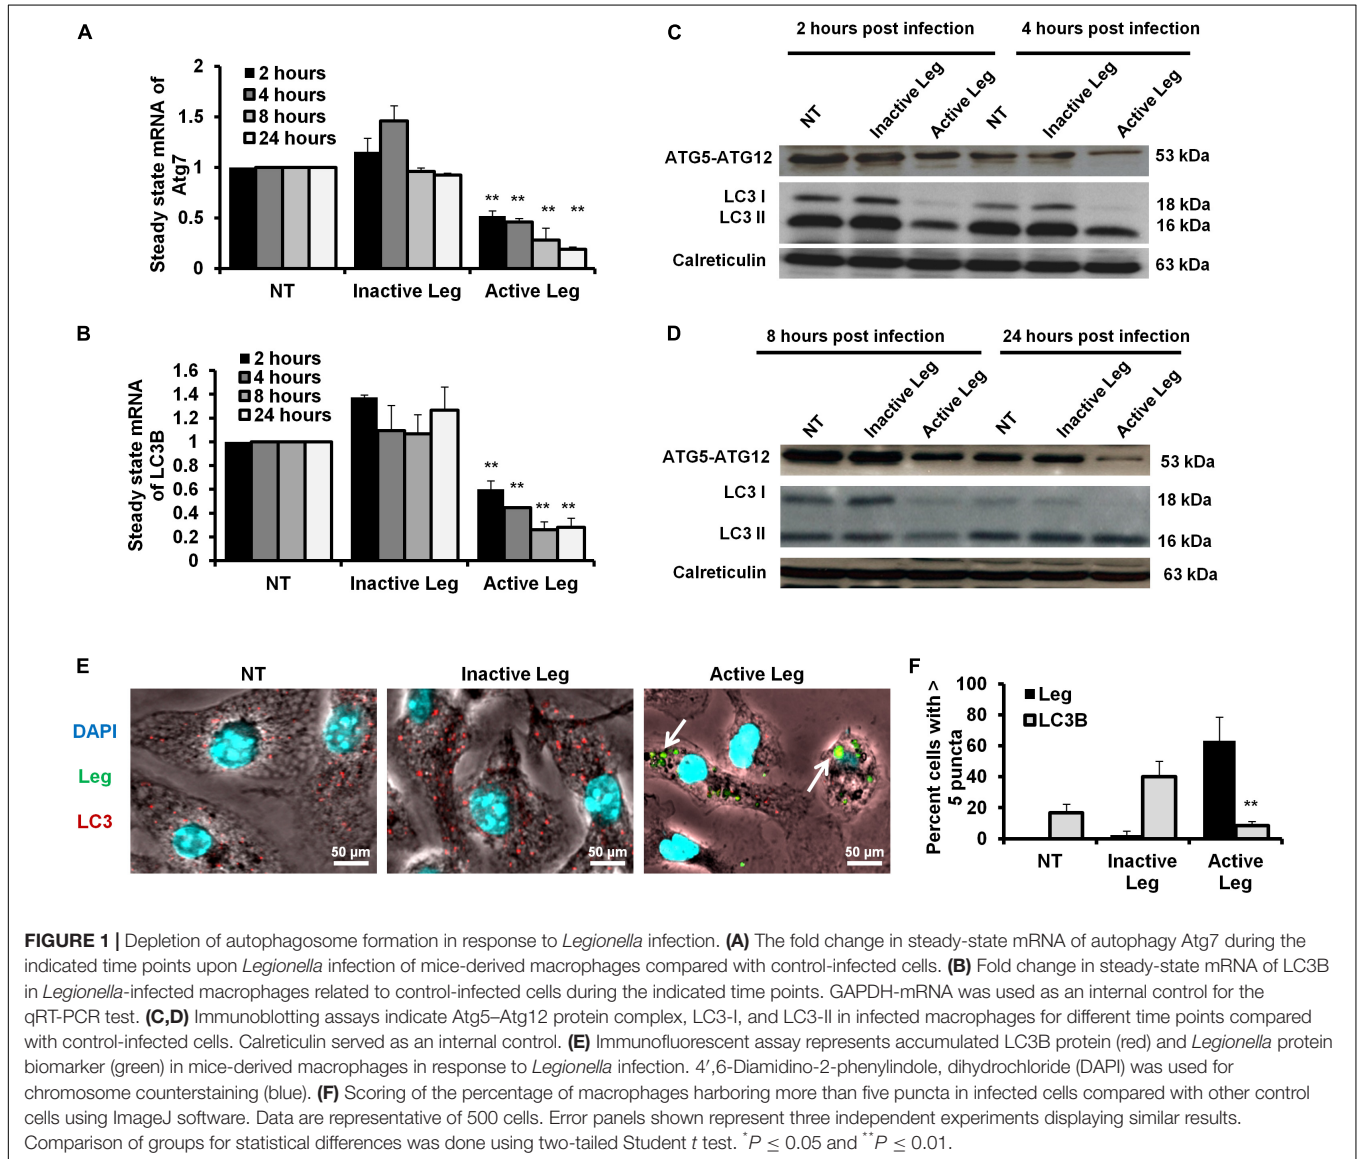 A
Steady state mRNA of
Atg7
2
1.5
1
0.5
0
2 hours
4 hours
8 hours
24 hours
** ** ** **
NT Inactive Leg Active Leg
B
Steady state mRNA
of LC3B
1.6
1.4
1.2
1
0.8
0.6
0.4
0.2
0
2 hours
4 hours
8 hours
24 hours
** ** ** **
NT Inactive Leg Active Leg
C
2 hours post infection 4 hours post infection
NT Inactive Leg Active Leg NT Inactive Leg Active Leg
ATG5-ATG12 53 kDa
LC3 I 18 kDa
LC3 II 16 kDa
Calreticulin 63 kDa
D
8 hours post infection 24 hours post infection
NT Inactive Leg Active Leg NT Inactive Leg Active Leg
ATG5-ATG12 53 kDa
LC3 I 18 kDa
LC3 II 16 kDa
Calreticulin 63 kDa
E
NT Inactive Leg Active Leg
DAPI
Leg
LC3
50 µm 50 µm 50 µm
F
Percent cells with >
5 puncta
100
80
60
40
20
0
Leg
LC3B
**
NT Inactive Active
Leg Leg
FIGURE 1 | Depletion of autophagosome formation in response to Legionella infection. (A) The fold change in steady-state mRNA of autophagy Atg7 during the
indicated time points upon Legionella infection of mice-derived macrophages compared with control-infected cells. (B) Fold change in steady-state mRNA of LC3B
in Legionella-infected macrophages related to control-infected cells during the indicated time points. GAPDH-mRNA was used as an internal control for the
qRT-PCR test. (C,D) Immunoblotting assays indicate Atg5–Atg12 protein complex, LC3-I, and LC3-II in infected macrophages for different time points compared
with control-infected cells. Calreticulin served as an internal control. (E) Immunofluorescent assay represents accumulated LC3B protein (red) and Legionella protein
biomarker (green) in mice-derived macrophages in response to Legionella infection. 4′,6-Diamidino-2-phenylindole, dihydrochloride (DAPI) was used for
chromosome counterstaining (blue). (F) Scoring of the percentage of macrophages harboring more than five puncta in infected cells compared with other control
cells using ImageJ software. Data are representative of 500 cells. Error panels shown represent three independent experiments displaying similar results.
Comparison of groups for statistical differences was done using two-tailed Student t test. *P ≤ 0.05 and **P ≤ 0.01.